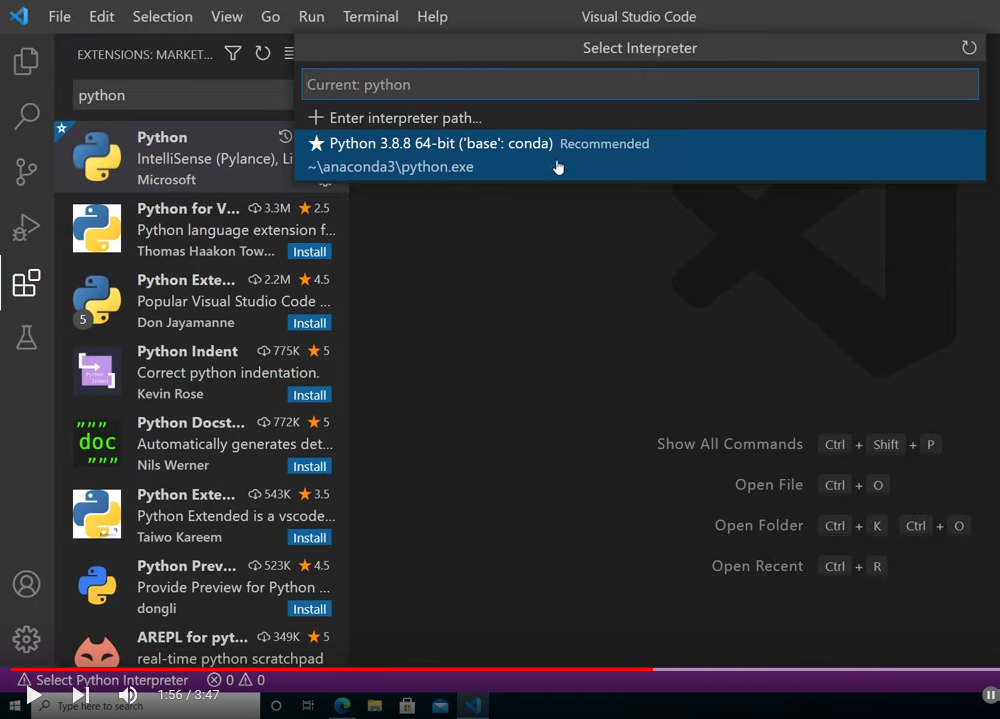 File Edit Selection View Go Run Terminal Help Visual Studio Code
EXTENSIONS: MARKET...
Select Interpreter
python
Current: python
Enter interpreter path...
Python 3.8.8 64-bit ('base': conda) Recommended
~\anaconda3\python.exe
Python
IntelliSense (Pylance), Li
Microsoft
Python for V... 3.3M 2.5
Python language extension f...
Thomas Haakon Tow... Install
Python Exte... 2.2M 4.5
Popular Visual Studio Code ...
Don Jayamanne Install
5
Python Indent 775K 5
Correct python indentation.
Kevin Rose Install
Python Docst... 772K 5
Automatically generates det...
Nils Werner Install
""" 
doc
"""
Python Exte... 543K 3.5
Python Extended is a vscode...
Taiwo Kareem Install
Python Prev... 523K 4.5
Provide Preview for Python ...
dongli Install
AREPL for pyt... 349K 5
real-time python scratchpad
Show All Commands Ctrl + Shift + P
Open File Ctrl + O
Open Folder Ctrl + K Ctrl + O
Open Recent Ctrl + R
Select Python Interpreter 0 0
1:56 / 3:47
Type here to search